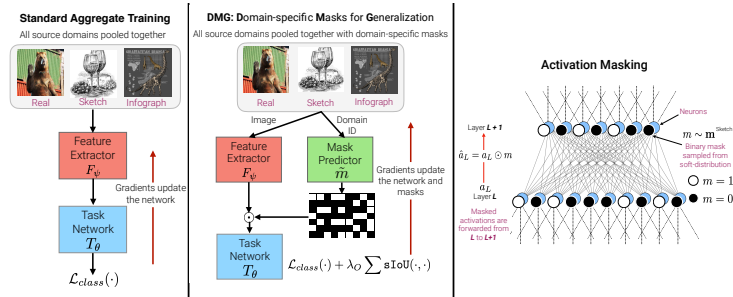 Standard Aggregate Training
All source domains pooled together
Real
Sketch
Infograph
Feature
Extractor
F_ψ
Gradients update
the network
Task
Network
T_θ
ℒ_class(·)
DMG: Domain-specific Masks for Generalization
All source domains pooled together with domain-specific masks
Real
Sketch
Infograph
Image
Domain
ID
Feature
Extractor
F_ψ
Mask
Predictor
m̃
Gradients update
the network and
masks
Task
Network
T_θ
ℒ_class(·) + λ_O ∑ sIoU(·,·)
Activation Masking
Neurons
Layer L + 1
m ∼ m^Sketch
Binary mask
sampled from
soft-distribution
â_L = a_L ⊙ m
a_L
Layer L
m = 1
m = 0
Masked
activations are
forwarded from
L to L+1